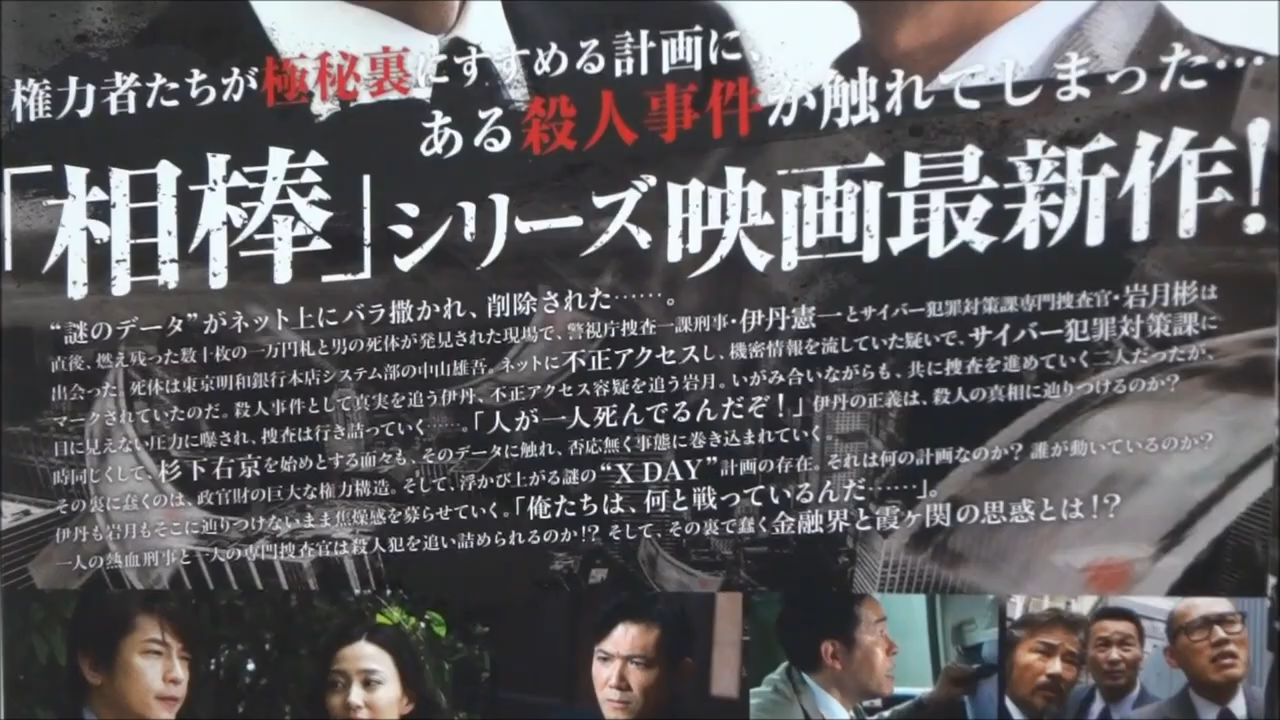 権力者たちが極秘裏にすすめる計画に、
ある殺人事件が触れてしまった…
「相棒」シリーズ映画最新作!
“謎のデータ”がネット上にバラ撒かれ、削除された……。
直後、燃え残った数十枚の一万円札と男の死体が発見された現場で、警視庁捜査一課刑事・伊丹憲一とサイバー犯罪対策課専門捜査官・岩月彬は
出会った。死体は東京明和銀行本店システム部の中山雄吾。ネットに不正アクセスし、機密情報を流していた疑いで、サイバー犯罪対策課に
マークされていたのだ。殺人事件として真実を追う伊丹、不正アクセス容疑を追う岩月。いがみ合いながらも、共に捜査を進めていく二人だったが、
目に見えない圧力に曝され、捜査は行き詰っていく……。「人が一人死んでるんだぞ!」伊丹の正義は、殺人の真相に辿りつけるのか?
時同じくして、杉下右京を始めとする面々も、そのデータに触れ、否応無く事態に巻き込まれていく。
その裏に蠢くのは、政官財の巨大な権力構造。そして、浮かび上がる謎の“X DAY”計画の存在。それは何の計画なのか? 誰が動いているのか?
伊丹も岩月もそこに辿りつけないまま焦燥感を募らせていく。「俺たちは、何と戦っているんだ……」。
一人の熱血刑事と一人の専門捜査官は殺人犯を追い詰められるのか!? そして、その裏で蠢く金融界と霞ヶ関の思惑とは!?